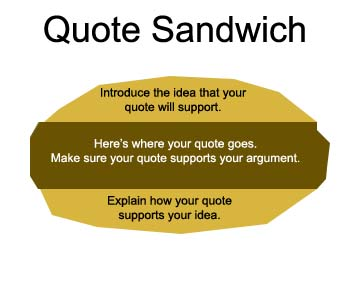 Quote Sandwich
Introduce the idea that your
quote will support.
Here's where your quote goes.
Make sure your quote supports your argument.
Explain how your quote
supports your idea.